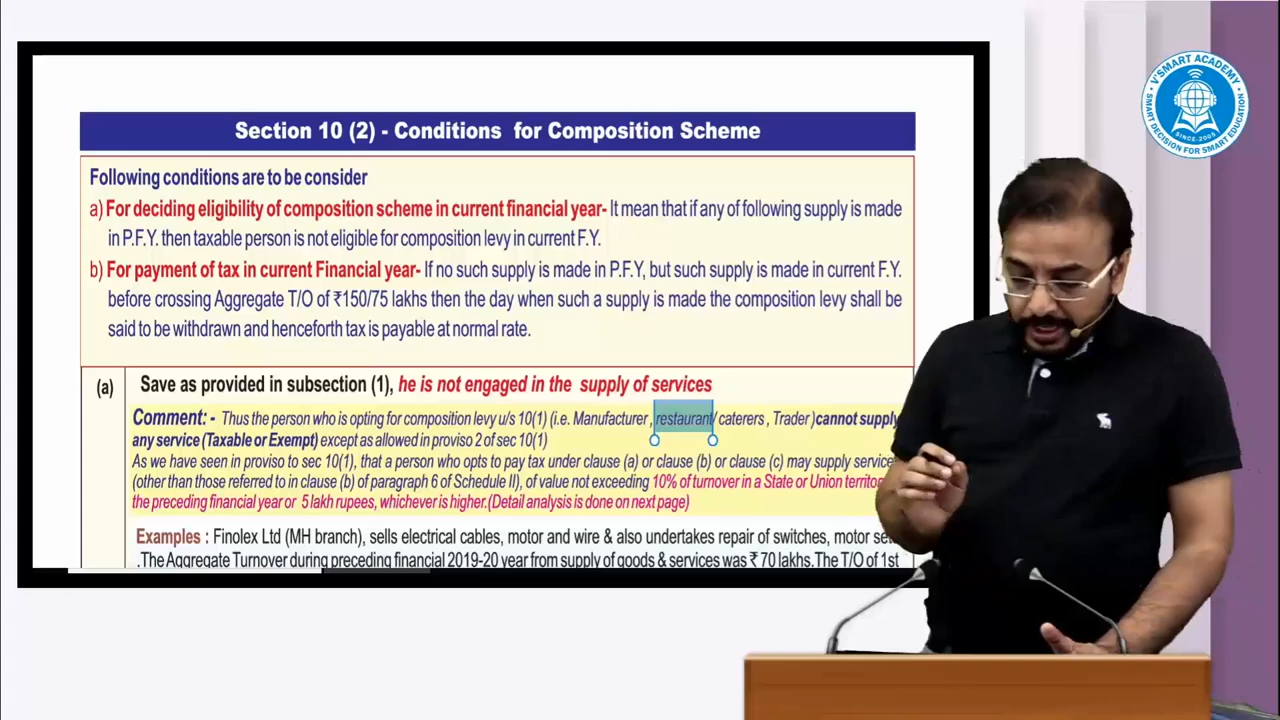 V'SMART ACADEMY
SINCE-2005
SMART DECISION FOR SMART EDUCATION
Section 10 (2) - Conditions for Composition Scheme
Following conditions are to be consider
a) For deciding eligibility of composition scheme in current financial year- It mean that if any of following supply is made
in P.F.Y. then taxable person is not eligible for composition levy in current F.Y.
b) For payment of tax in current Financial year- If no such supply is made in P.F.Y, but such supply is made in current F.Y.
before crossing Aggregate T/O of ₹150/75 lakhs then the day when such a supply is made the composition levy shall be
said to be withdrawn and henceforth tax is payable at normal rate.
(a) Save as provided in subsection (1), he is not engaged in the supply of services
Comment: - Thus the person who is opting for composition levy u/s 10(1) (i.e. Manufacturer , restaurant/ caterers , Trader )cannot supply
any service (Taxable or Exempt) except as allowed in proviso 2 of sec 10(1)
As we have seen in proviso to sec 10(1), that a person who opts to pay tax under clause (a) or clause (b) or clause (c) may supply service
(other than those referred to in clause (b) of paragraph 6 of Schedule II), of value not exceeding 10% of turnover in a State or Union
the preceding financial year or 5 lakh rupees, whichever is higher.(Detail analysis is done on next page)
Examples : Finolex Ltd (MH branch), sells electrical cables, motor and wire & also undertakes repair of switches, motor
.The Aggregate Turnover during preceding financial 2019-20 year from supply of goods & services was ₹ 70 lakhs.The T/O of 1st